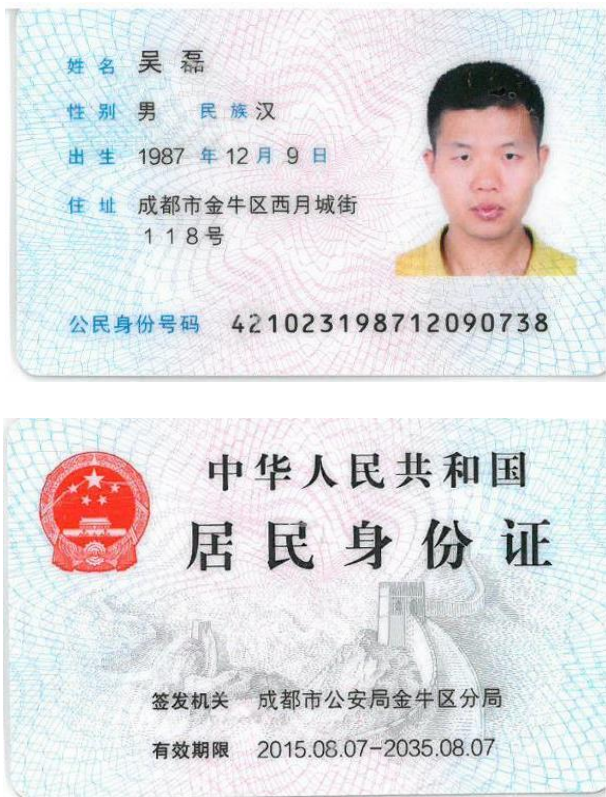 姓名 吴磊
性别 男 民族 汉
出生 1987 年 12 月 9 日
住址 成都市金牛区西月城街
118号
公民身份号码 421023198712090738
中华人民共和国
居民身份证
签发机关 成都市公安局金牛区分局
有效期限 2015.08.07-2035.08.07